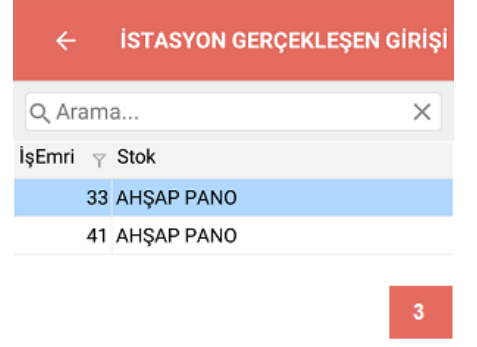 İSTASYON GERÇEKLEŞEN GİRİŞİ
Arama...
İşEmri Stok
33 AHŞAP PANO
41 AHŞAP PANO
3